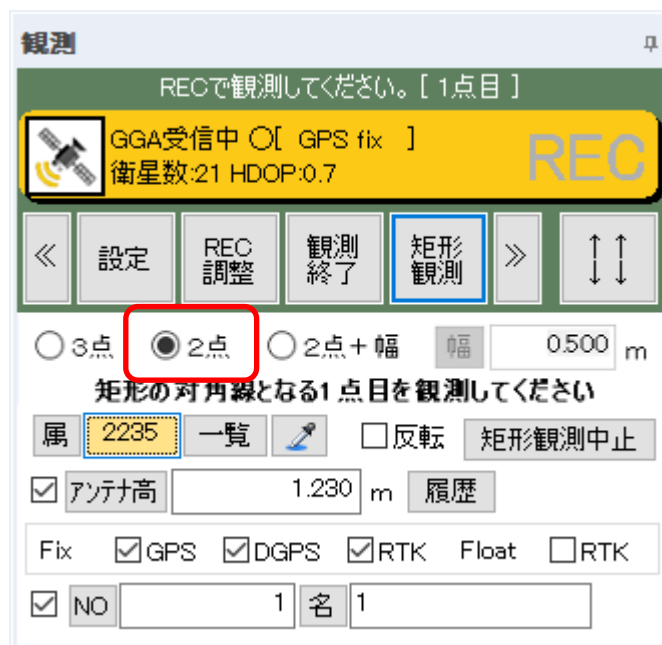 観測
RECで観測してください。[ 1点目 ]
GGA受信中 〇[ GPS fix ]
衛星数:21 HDOP:0.7
REC
≪ 設定 REC調整 観測終了 矩形観測 ≫ ↑↑↓↓
3点 2点 2点+幅 幅 0.500 m
矩形の対角線となる1点目を観測してください
属 2235 一覧 反転 矩形観測中止
アンテナ高 1.230 m 履歴
Fix GPS DGPS RTK Float RTK
NO 1 名 1